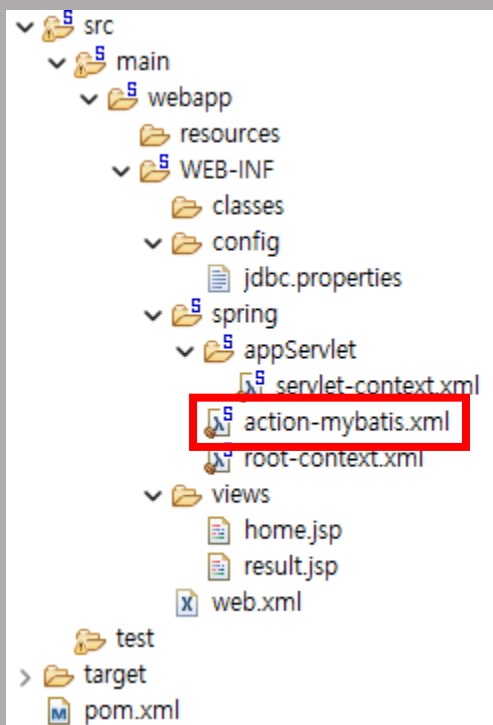 src
main
webapp
resources
WEB-INF
classes
config
jdbc.properties
spring
appServlet
servlet-context.xml
action-mybatis.xml
root-context.xml
views
home.jsp
result.jsp
web.xml
test
target
pom.xml